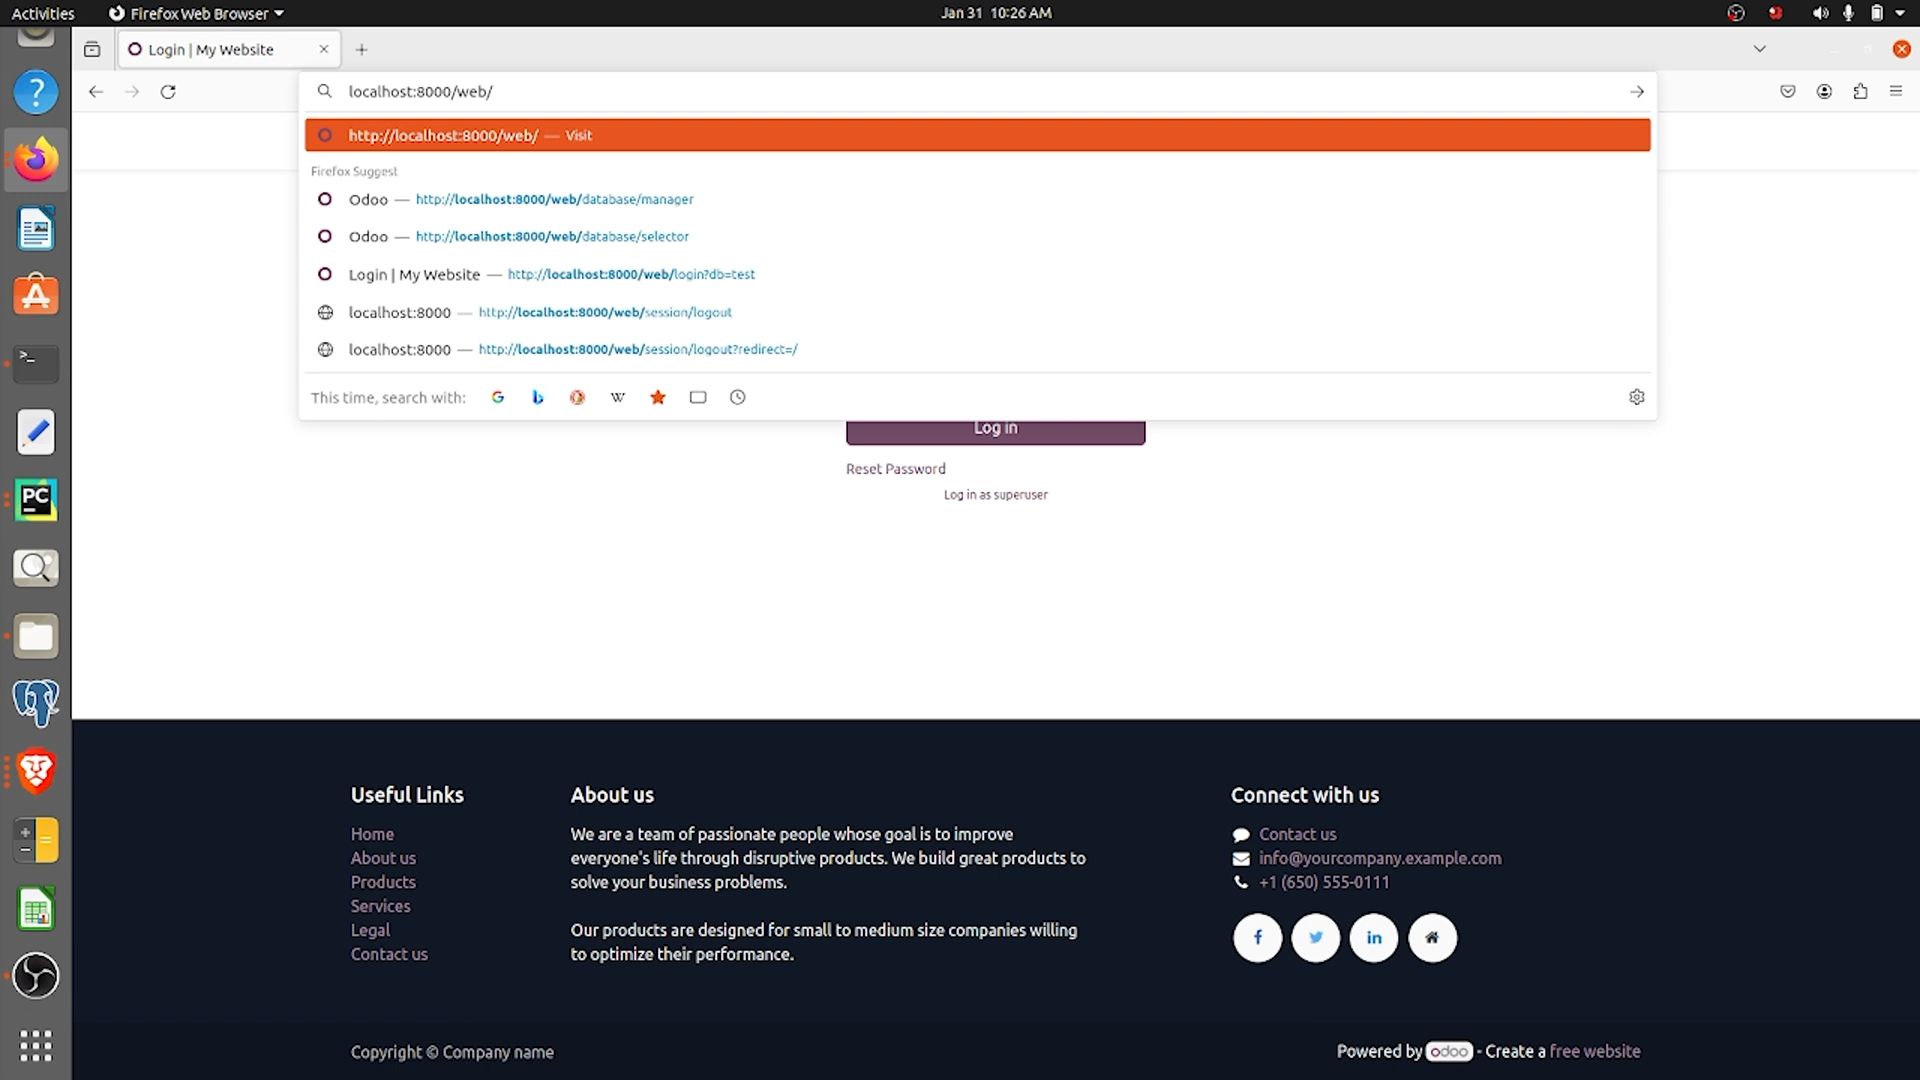 Activities
Firefox Web Browser
Jan 31 10:26 AM
Login | My Website
localhost:8000/web/
http://localhost:8000/web/ — Visit
Firefox Suggest
Odoo — http://localhost:8000/web/database/manager
Odoo — http://localhost:8000/web/database/selector
Login | My Website — http://localhost:8000/web/login?db=test
localhost:8000 — http://localhost:8000/web/session/logout
localhost:8000 — http://localhost:8000/web/session/logout?redirect=/
This time, search with:
Log in
Reset Password
Log in as superuser
Useful Links
Home
About us
Products
Services
Legal
Contact us
About us
We are a team of passionate people whose goal is to improve
everyone's life through disruptive products. We build great products to
solve your business problems.
Our products are designed for small to medium size companies willing
to optimize their performance.
Connect with us
Contact us
info@yourcompany.example.com
+1 (650) 555-0111
Copyright © Company name
Powered by odoo - Create a free website